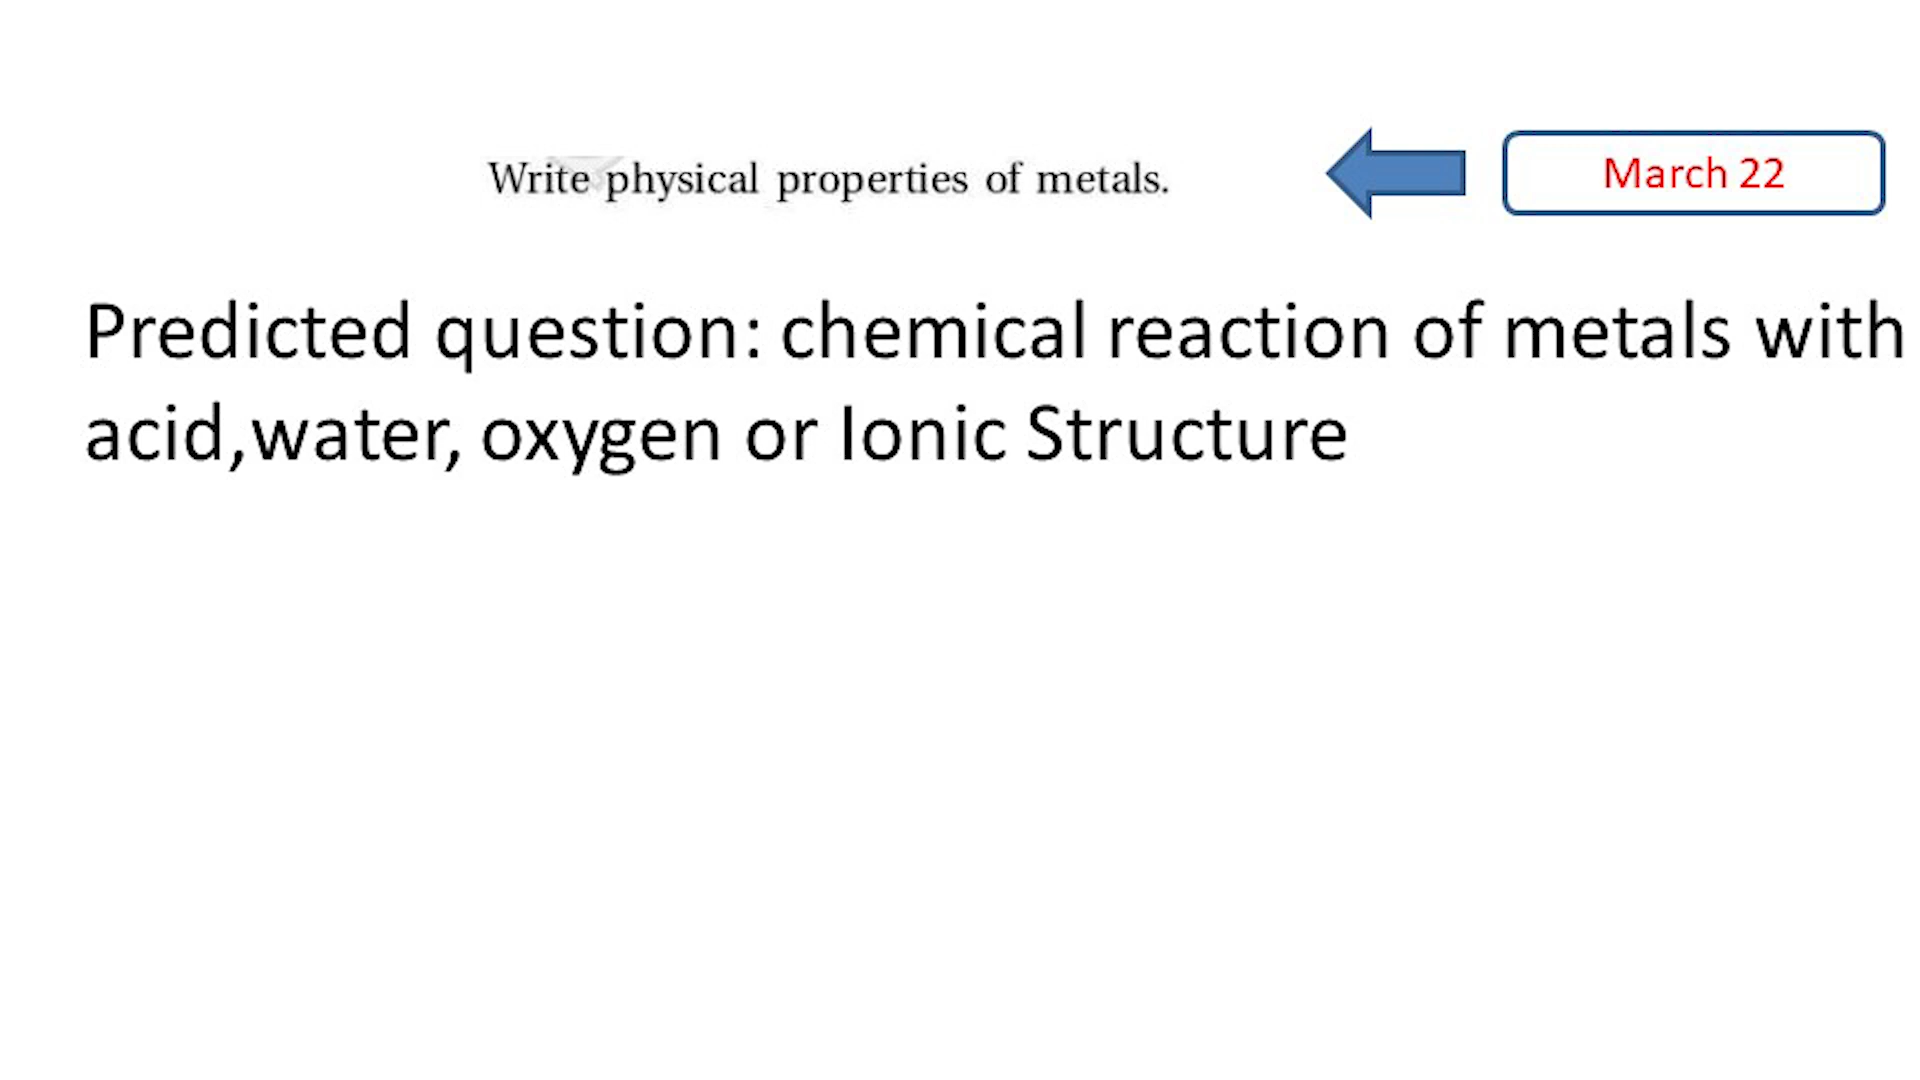 Write physical properties of metals.
March 22
Predicted question: chemical reaction of metals with
acid,water, oxygen or Ionic Structure